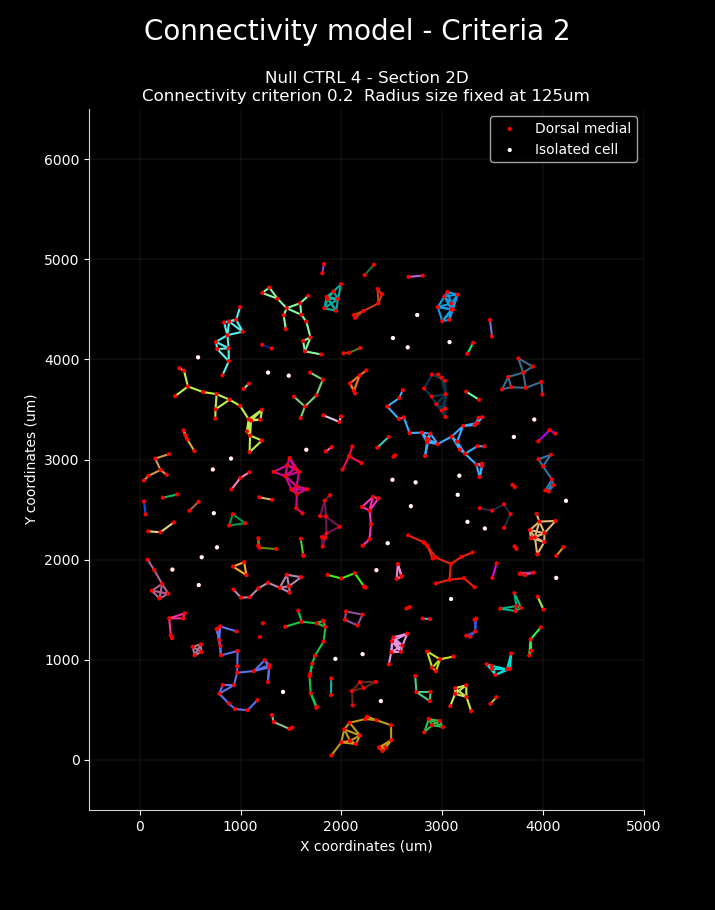 Connectivity model - Criteria 2
Null CTRL 4 - Section 2D
Connectivity criterion 0.2  Radius size fixed at 125um
Dorsal medial
Isolated cell
6000
5000
4000
3000
2000
1000
0
Y coordinates (um)
0
1000
2000
3000
4000
5000
X coordinates (um)